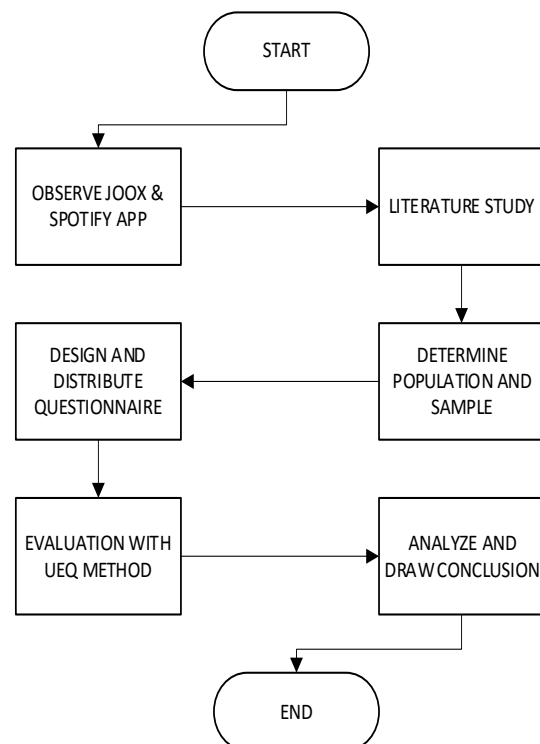 START
OBSERVE JOOX &
SPOTIFY APP
LITERATURE STUDY
DETERMINE
POPULATION AND
SAMPLE
DESIGN AND
DISTRIBUTE
QUESTIONNAIRE
EVALUATION WITH
UEQ METHOD
ANALYZE AND
DRAW CONCLUSION
END